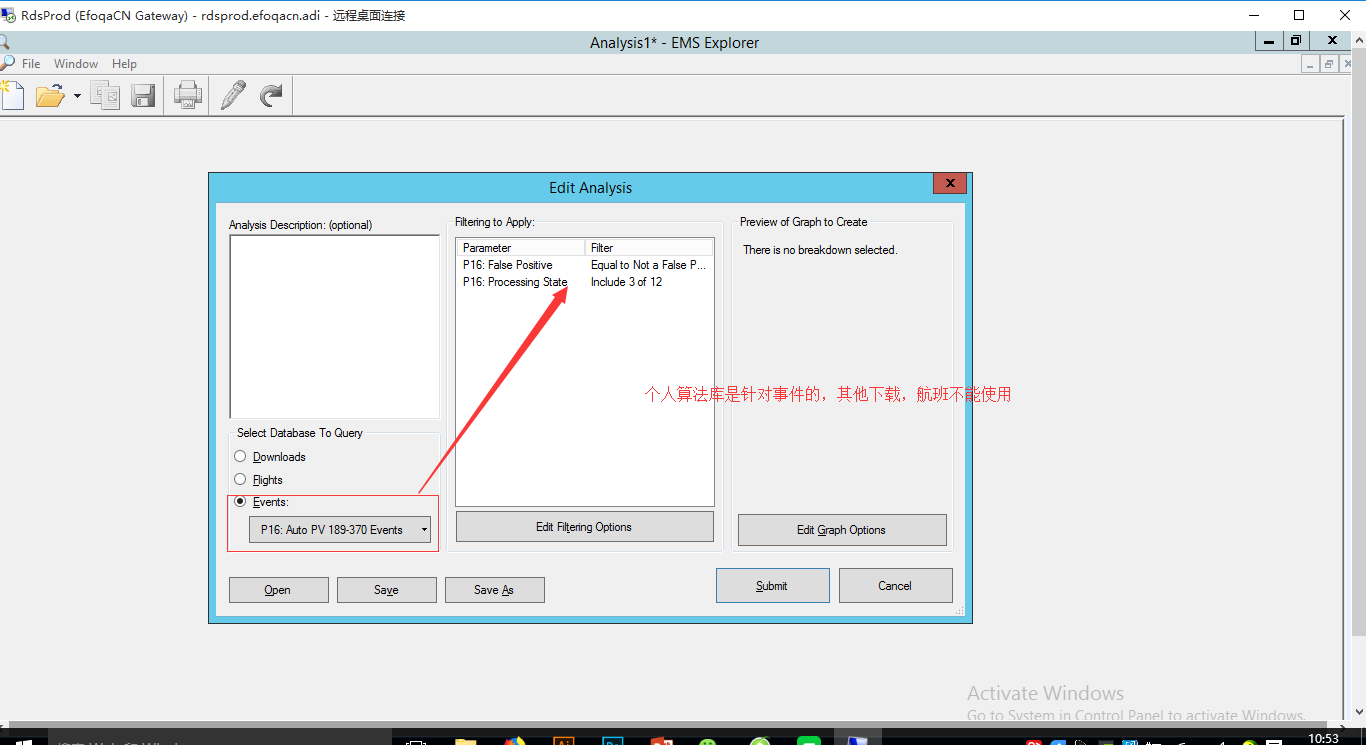 RdsProd (EfoqaCN Gateway) - rdsprod.efoqacn.adi - 远程桌面连接
Analysis1* - EMS Explorer
File Window Help
Edit Analysis
Analysis Description: (optional)
Filtering to Apply:
Preview of Graph to Create
Parameter Filter
There is no breakdown selected.
P16: False Positive Equal to Not a False P...
P16: Processing State Include 3 of 12
个人算法库是针对事件的，其他下载，航班不能使用
Select Database To Query
Downloads
Flights
Events:
P16: Auto PV 189-370 Events
Edit Filtering Options
Edit Graph Options
Open Save Save As Submit Cancel
Activate Windows
Go to System in Control Panel to activate Windows.
10:53